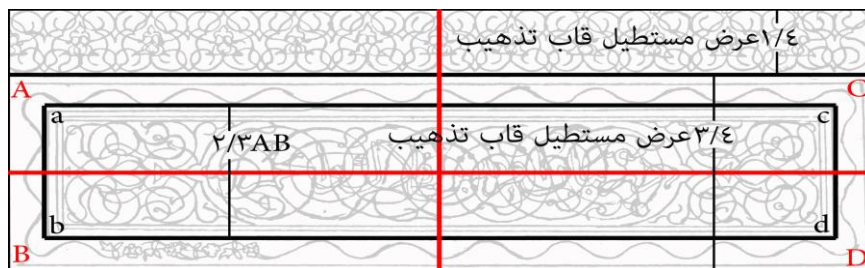 ۱/٤عرض مستطیل قاب تذهیب
A C
a c
۲/۳AB ۳/٤عرض مستطیل قاب تذهیب
b d
B D